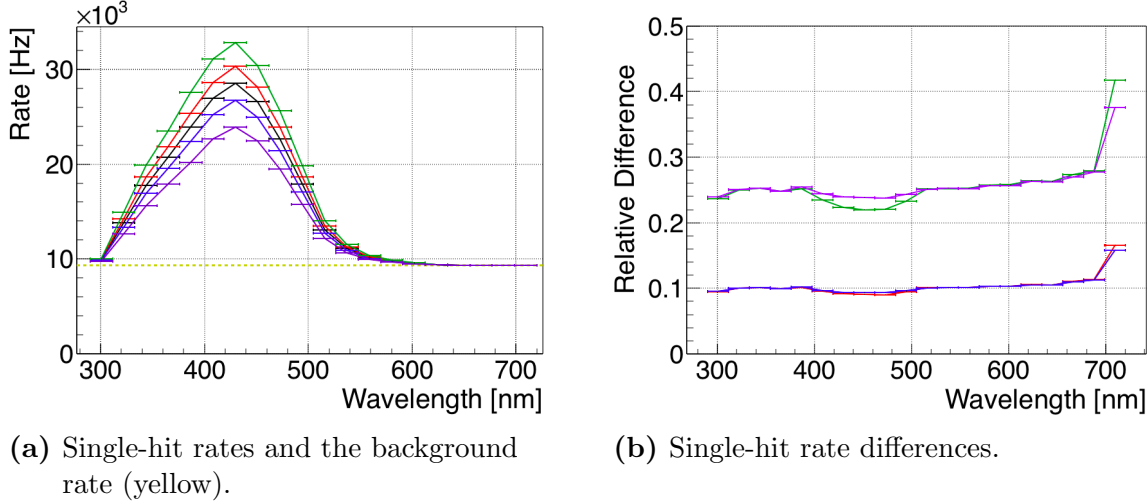 ×10³
Rate [Hz]
30
20
10
0
300 400 500 600 700
Wavelength [nm]
(a) Single-hit rates and the background
rate (yellow).
Relative Difference
0.5
0.4
0.3
0.2
0.1
0
300 400 500 600 700
Wavelength [nm]
(b) Single-hit rate differences.